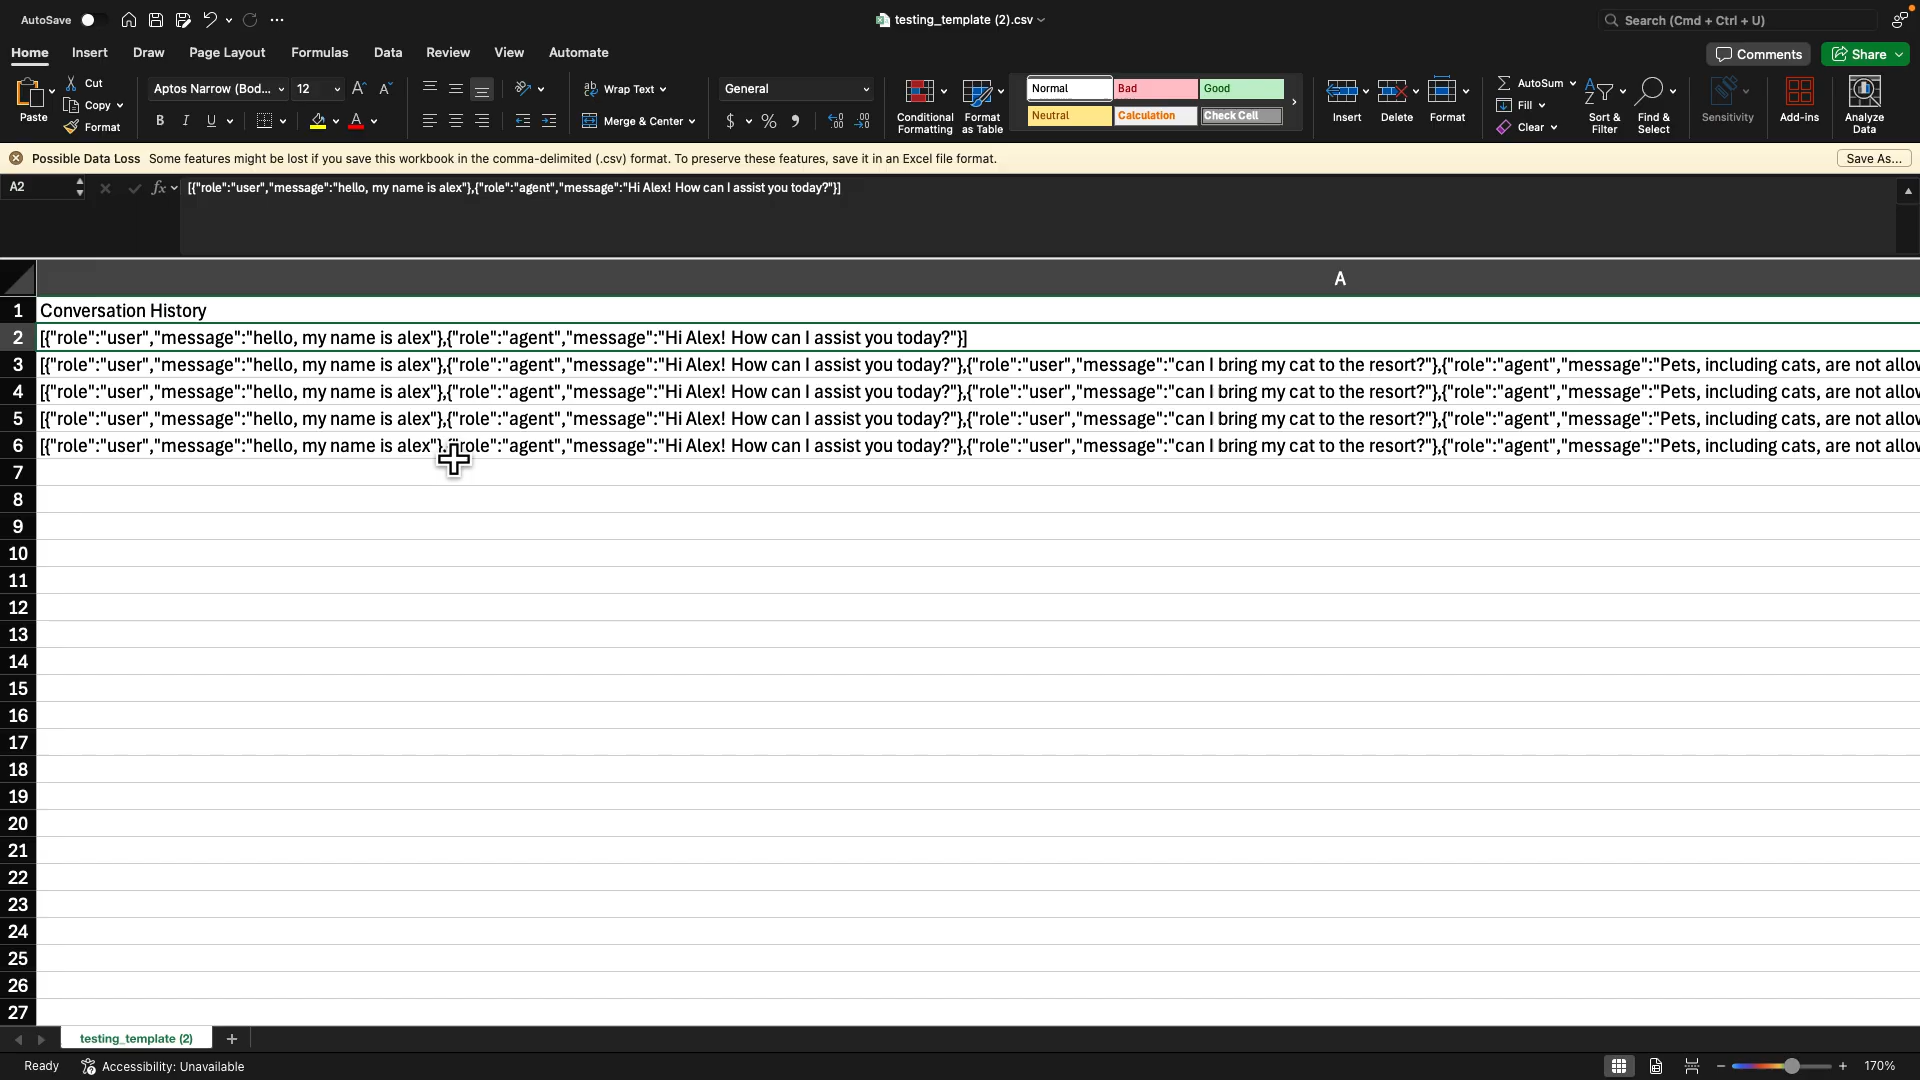 AutoSave
testing_template (2).csv
Search (Cmd + Ctrl + U)
Home Insert Draw Page Layout Formulas Data Review View Automate
Comments Share
Paste
Cut
Copy
Format
Aptos Narrow (Bod... 12
B I U
Wrap Text
Merge & Center
General
$ % ,
Conditional Formatting
Format as Table
Normal Bad Good
Neutral Calculation Check Cell
Insert Delete Format
AutoSum
Fill
Clear
Sort & Filter
Find & Select
Sensitivity
Add-ins
Analyze Data
Possible Data Loss Some features might be lost if you save this workbook in the comma-delimited (.csv) format. To preserve these features, save it in an Excel file format.
Save As...
A2
fx
[{"role":"user","message":"hello, my name is alex"},{"role":"agent","message":"Hi Alex! How can I assist you today?"}]
A
1 Conversation History
2 [{"role":"user","message":"hello, my name is alex"},{"role":"agent","message":"Hi Alex! How can I assist you today?"}]
3 [{"role":"user","message":"hello, my name is alex"},{"role":"agent","message":"Hi Alex! How can I assist you today?"},{"role":"user","message":"can I bring my cat to the resort?"},{"role":"agent","message":"Pets, including cats, are not allow
4 [{"role":"user","message":"hello, my name is alex"},{"role":"agent","message":"Hi Alex! How can I assist you today?"},{"role":"user","message":"can I bring my cat to the resort?"},{"role":"agent","message":"Pets, including cats, are not allow
5 [{"role":"user","message":"hello, my name is alex"},{"role":"agent","message":"Hi Alex! How can I assist you today?"},{"role":"user","message":"can I bring my cat to the resort?"},{"role":"agent","message":"Pets, including cats, are not allow
6 [{"role":"user","message":"hello, my name is alex"},{"role":"agent","message":"Hi Alex! How can I assist you today?"},{"role":"user","message":"can I bring my cat to the resort?"},{"role":"agent","message":"Pets, including cats, are not allow
7
8
9
10
11
12
13
14
15
16
17
18
19
20
21
22
23
24
25
26
27
testing_template (2)
Ready
Accessibility: Unavailable
170%